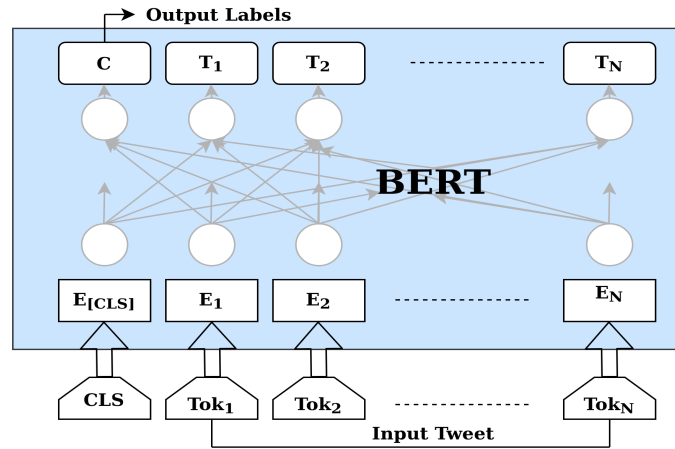 Output Labels
C T1 T2 TN
BERT
E[CLS] E1 E2 EN
CLS Tok1 Tok2 TokN
Input Tweet